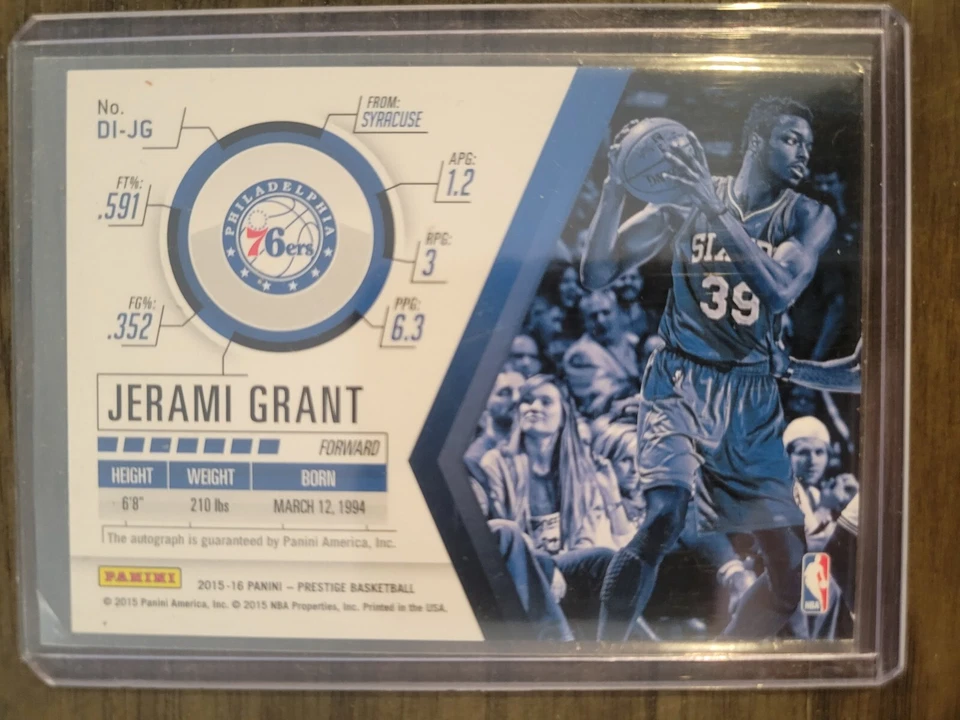 No.
DI-JG
FROM:
SYRACUSE
FT%:
.591
APG:
1.2
RPG:
3
FG%:
.352
PPG:
6.3
PHILADELPHIA
76ers
JERAMI GRANT
FORWARD
HEIGHT WEIGHT BORN
6'8" 210 lbs MARCH 12, 1994
The autograph is guaranteed by Panini America, Inc.
PANINI 2015-16 PANINI – PRESTIGE BASKETBALL
© 2015 Panini America, Inc. © 2015 NBA Properties, Inc. Printed in the USA.
39
NBA